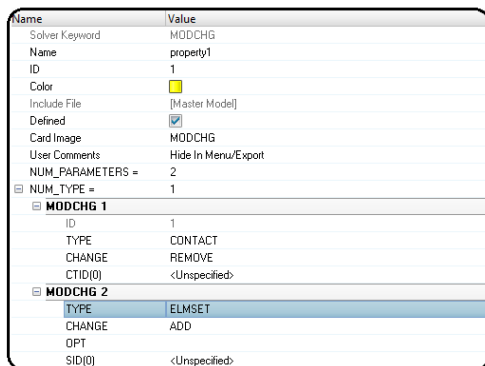 Name Value
Solver Keyword MODCHG
Name property1
ID 1
Color
Include File [Master Model]
Defined
Card Image MODCHG
User Comments Hide In Menu/Export
NUM_PARAMETERS = 2
NUM_TYPE = 1
MODCHG 1
ID 1
TYPE CONTACT
CHANGE REMOVE
CTID(0) <Unspecified>
MODCHG 2
TYPE ELMSET
CHANGE ADD
OPT
SID(0) <Unspecified>